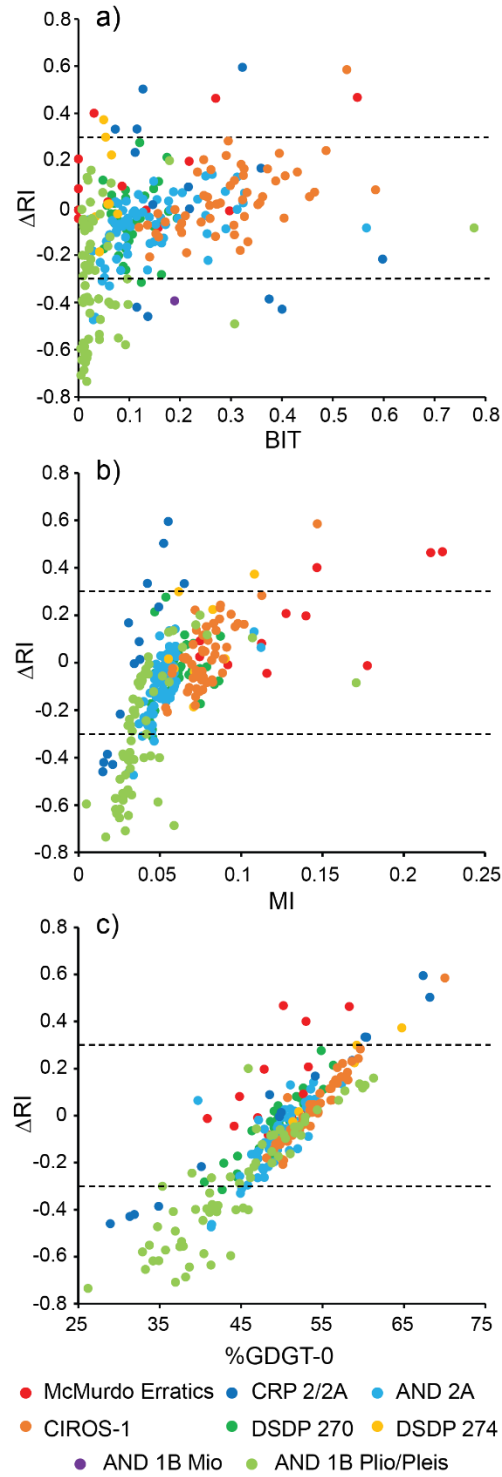 a)
0.8
0.6
0.4
0.2
0
-0.2
-0.4
-0.6
-0.8
ΔRI
0 0.1 0.2 0.3 0.4 0.5 0.6 0.7 0.8
BIT
b)
0.8
0.6
0.4
0.2
0
-0.2
-0.4
-0.6
-0.8
ΔRI
0 0.05 0.1 0.15 0.2 0.25
MI
c)
0.8
0.6
0.4
0.2
0
-0.2
-0.4
-0.6
-0.8
ΔRI
25 35 45 55 65 75
%GDGT-0
McMurdo Erratics CRP 2/2A AND 2A
CIROS-1 DSDP 270 DSDP 274
AND 1B Mio AND 1B Plio/Pleis